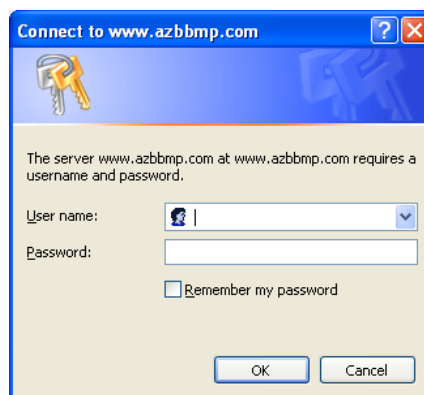 Connect to www.azbbmp.com
The server www.azbbmp.com at www.azbbmp.com requires a
username and password.
User name:
Password:
Remember my password
OK Cancel